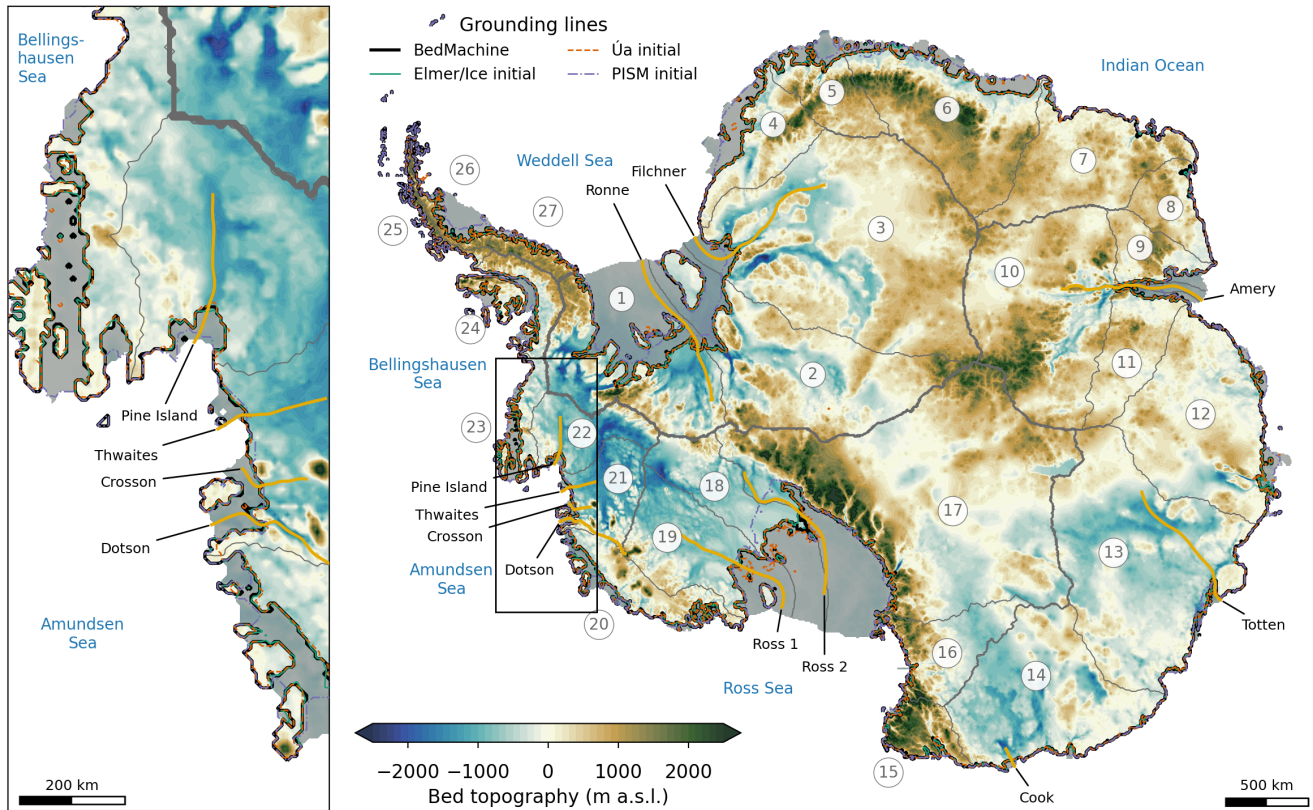 Bellings-
hausen
Sea
Pine Island
Thwaites
Crosson
Dotson
Amundsen
Sea
200 km
Grounding lines
BedMachine
Elmer/Ice initial
Úa initial
PISM initial
Indian Ocean
Weddell Sea
Filchner
Ronne
Bellingshausen
Sea
Amery
Pine Island
Thwaites
Crosson
Dotson
Amundsen
Sea
Ross 1
Ross 2
Ross Sea
Totten
Cook
1
2
3
4
5
6
7
8
9
10
11
12
13
14
15
16
17
18
19
20
21
22
23
24
25
26
27
−2000 −1000 0 1000 2000
Bed topography (m a.s.l.)
500 km